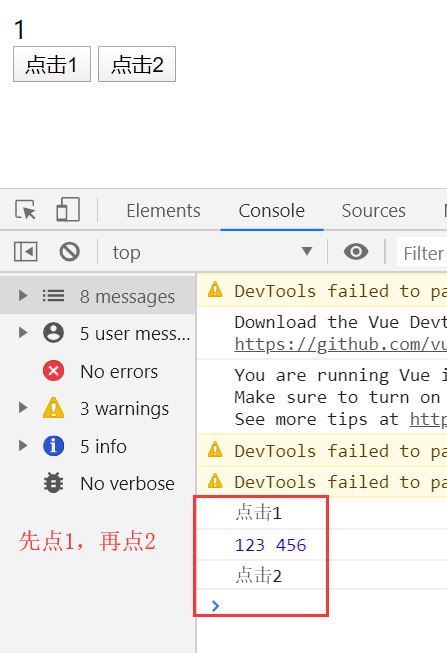 1
点击1 点击2
Elements Console Sources
top Filter
8 messages
5 user mess...
No errors
3 warnings
5 info
No verbose
DevTools failed to pa
Download the Vue Devt
https://github.com/vu
You are running Vue i
Make sure to turn on
See more tips at http
DevTools failed to pa
DevTools failed to pa
点击1
123 456
点击2
先点1，再点2